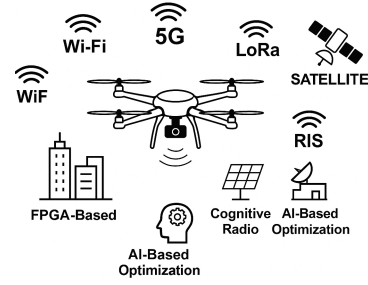 5G
Wi-Fi
LoRa
SATELLITE
WiF
RIS
FPGA-Based
Cognitive
Radio
AI-Based
Optimization
AI-Based
Optimization